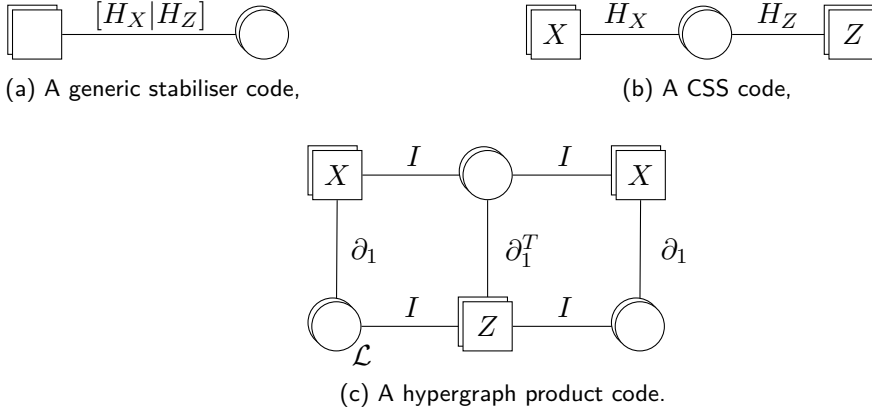 [H_X|H_Z]
X H_X H_Z Z
(a) A generic stabiliser code,
(b) A CSS code,
X I I X
∂_1 ∂_1^T ∂_1
I Z I
ℒ
(c) A hypergraph product code.